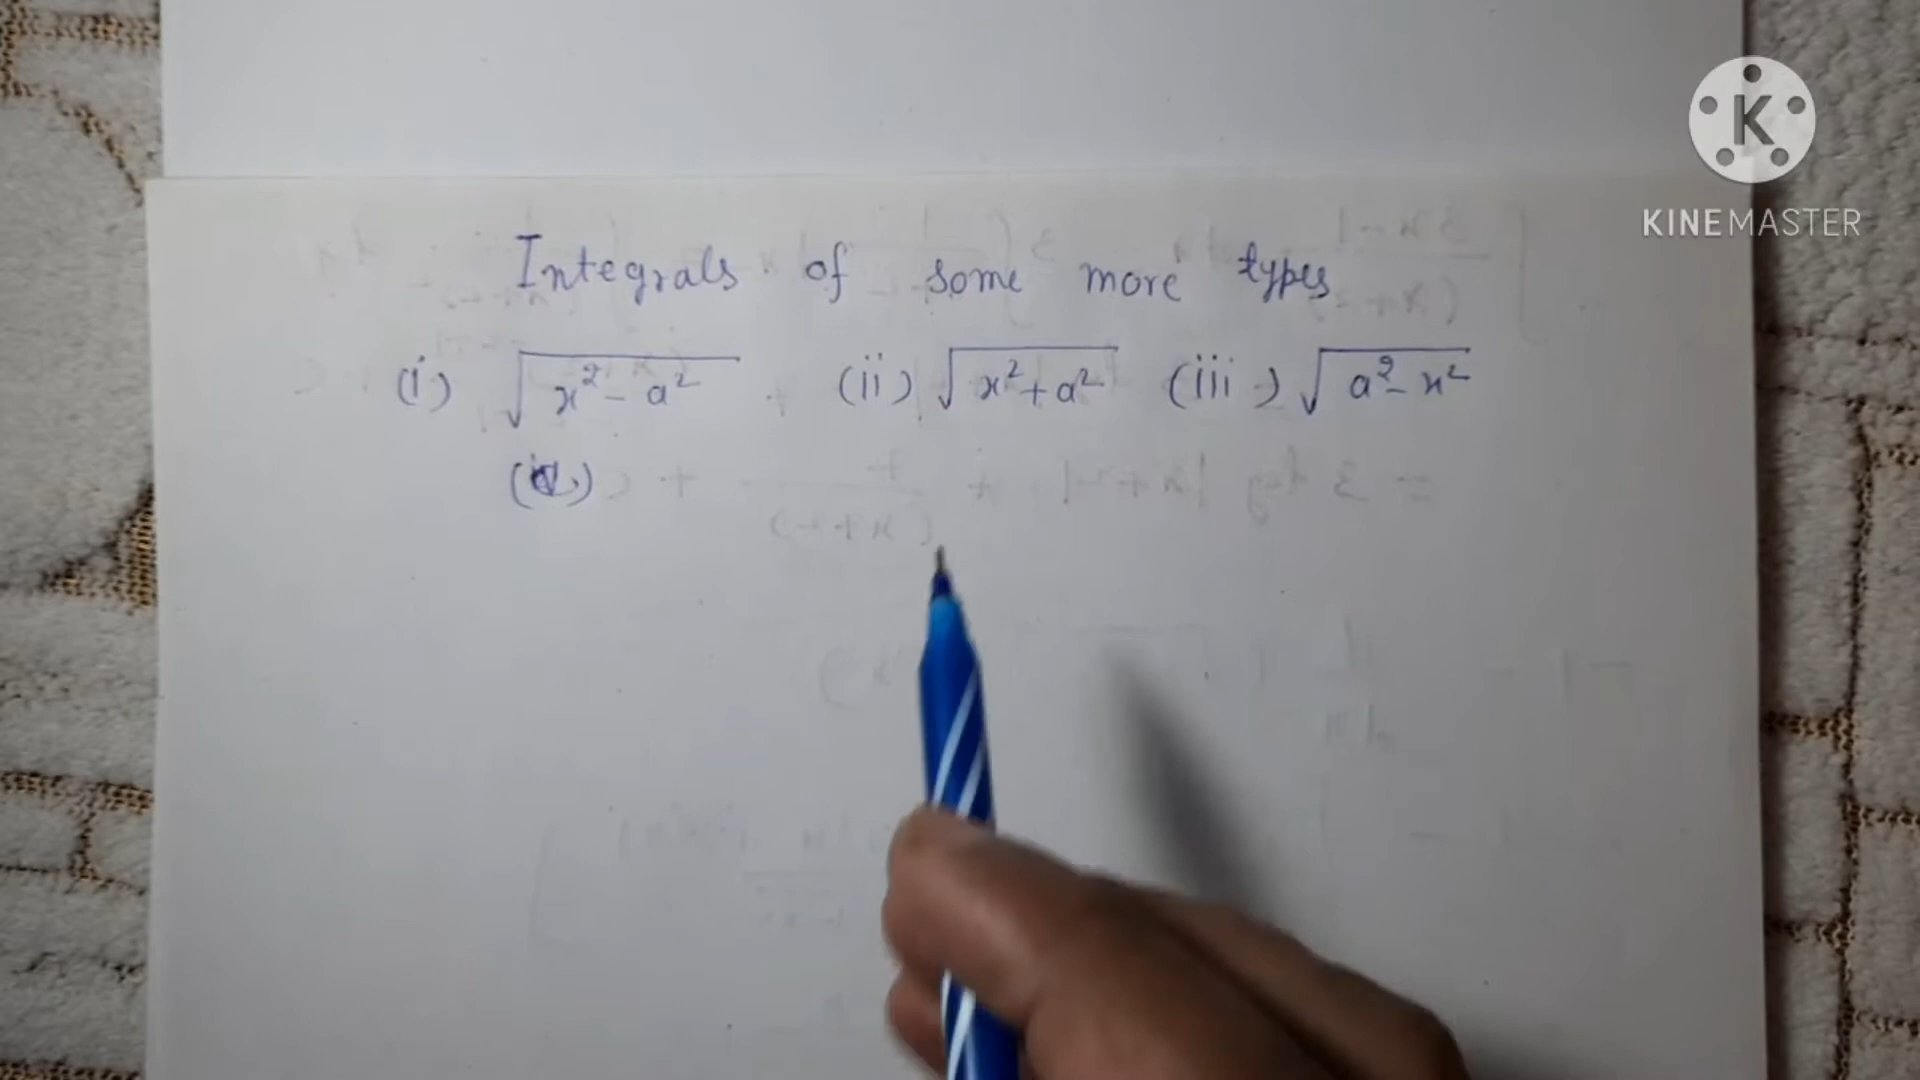 K
KINEMASTER
Integrals of some more types
(i) √x² - a² (ii) √x² + a² (iii) √a² - x²
(iv)